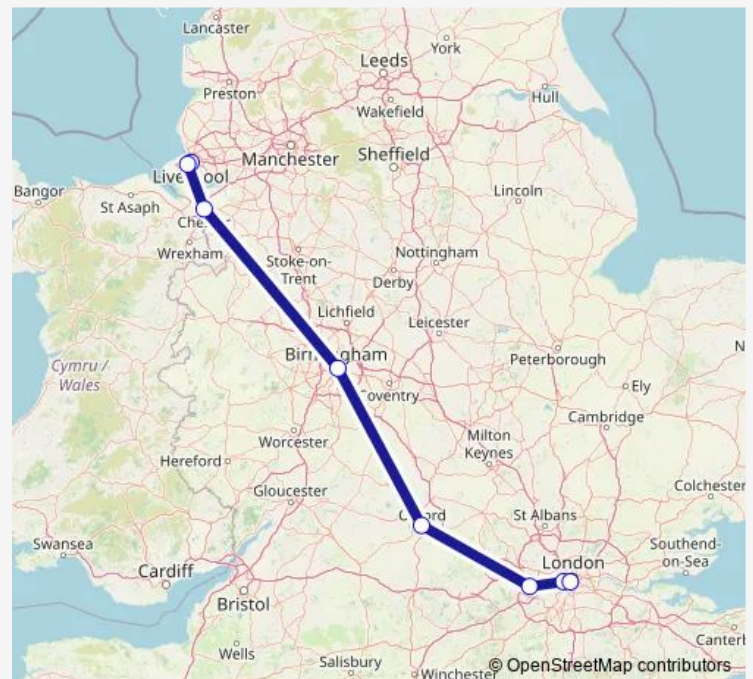 Lancaster
York
Leeds
Preston
Hull
Wakefield
Manchester
Sheffield
Bangor
St Asaph
Lincoln
Wrexham
Stoke-on-
Trent
Nottingham
Derby
Lichfield
Leicester
Peterborough
Cymru /
Wales
Ely
Cambridge
Worcester
Milton
Keynes
Hereford
Gloucester
Colchester
St Albans
Swansea
Cardiff
London
Southend-
on-Sea
Bristol
Wells
Salisbury
Winchester
© OpenStreetMap contributors